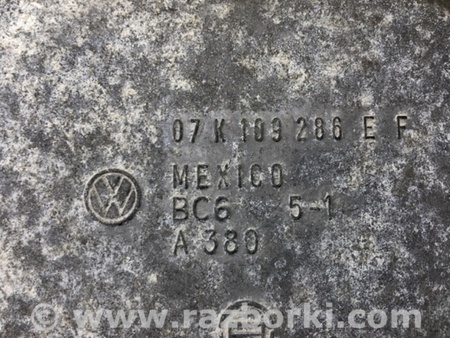 07 K 109 286 E F
MEXICO
BC6 5-1
A 380
www.razborki.com